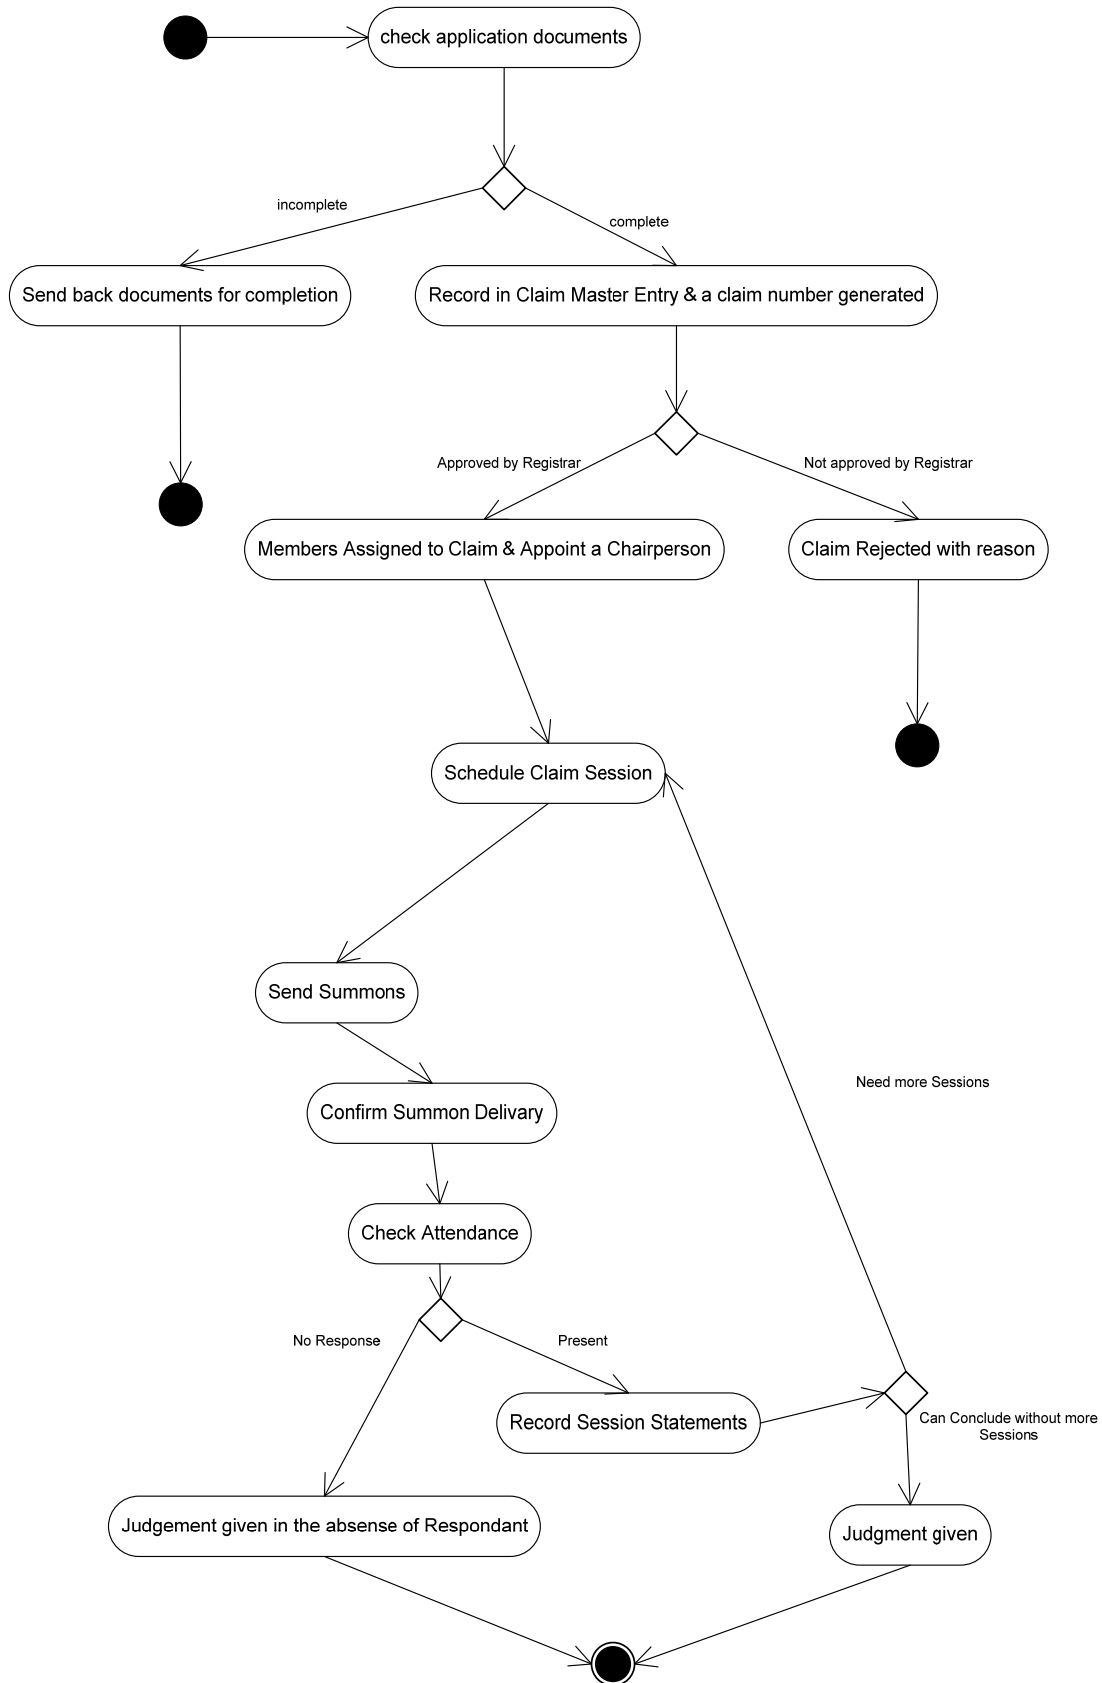 check application documents
incomplete
complete
Send back documents for completion
Record in Claim Master Entry & a claim number generated
Approved by Registrar
Not approved by Registrar
Members Assigned to Claim & Appoint a Chairperson
Claim Rejected with reason
Schedule Claim Session
Send Summons
Need more Sessions
Confirm Summon Delivary
Check Attendance
No Response
Present
Record Session Statements
Can Conclude without more
Sessions
Judgement given in the absense of Respondant
Judgment given